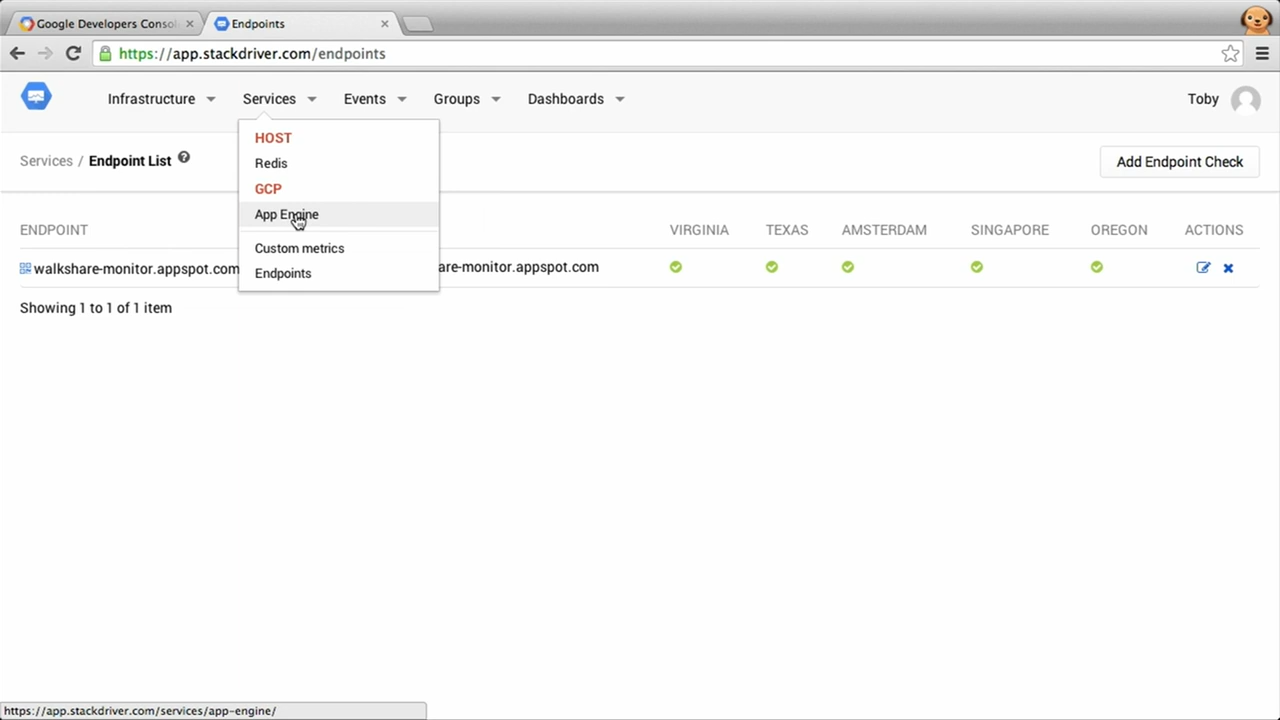 Google Developers Consol
Endpoints
https://app.stackdriver.com/endpoints
Infrastructure Services Events Groups Dashboards Toby
HOST
Redis
GCP
App Engine
Custom metrics
Endpoints
Services / Endpoint List ?
Add Endpoint Check
ENDPOINT VIRGINIA TEXAS AMSTERDAM SINGAPORE OREGON ACTIONS
walkshare-monitor.appspot.com are-monitor.appspot.com
Showing 1 to 1 of 1 item
https://app.stackdriver.com/services/app-engine/